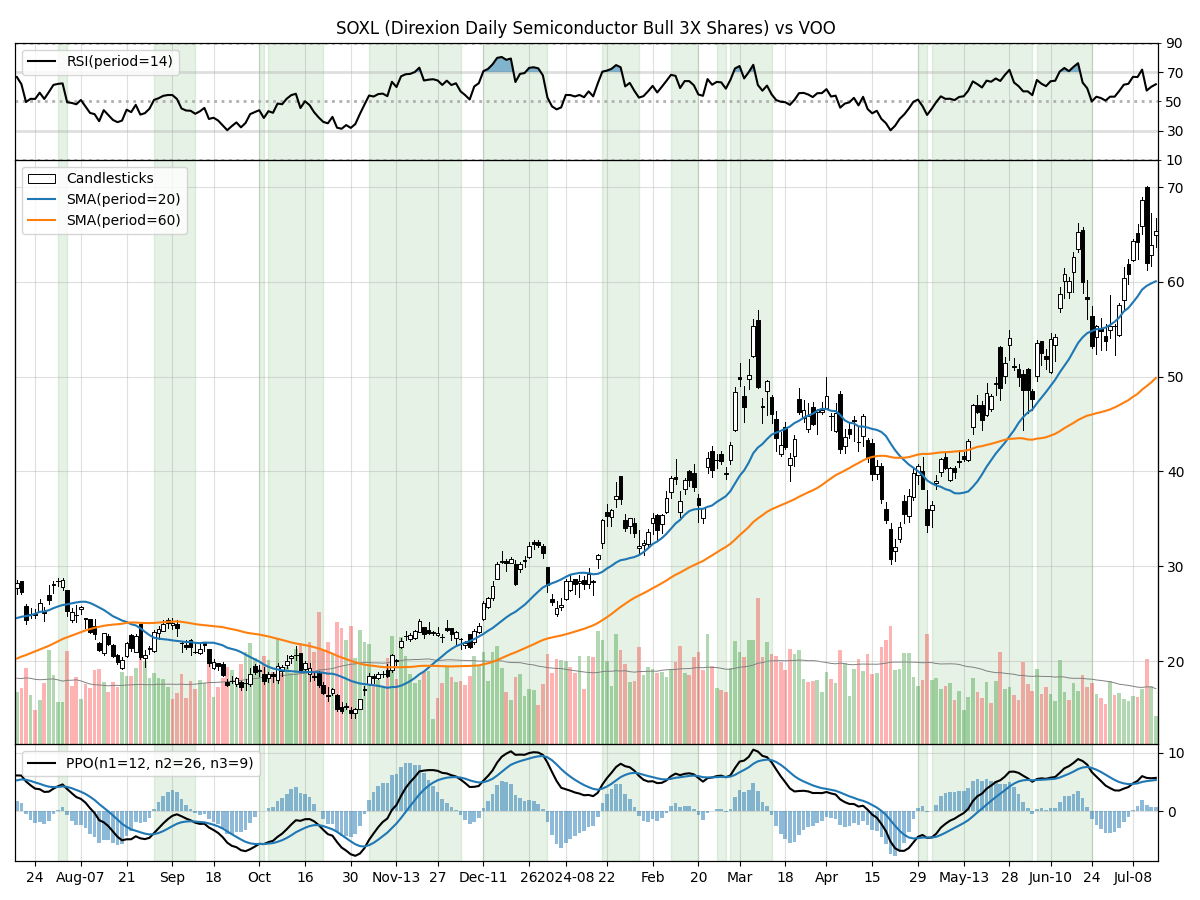 SOXL (Direxion Daily Semiconductor Bull 3X Shares) vs VOO
RSI(period=14)
90
70
50
30
10
Candlesticks
SMA(period=20)
SMA(period=60)
70
60
50
40
30
20
PPO(n1=12, n2=26, n3=9)
10
0
24 Aug-07 21 Sep 18 Oct 16 30 Nov-13 27 Dec-11 26 2024-08 22 Feb 20 Mar 18 Apr 15 29 May-13 28 Jun-10 24 Jul-08